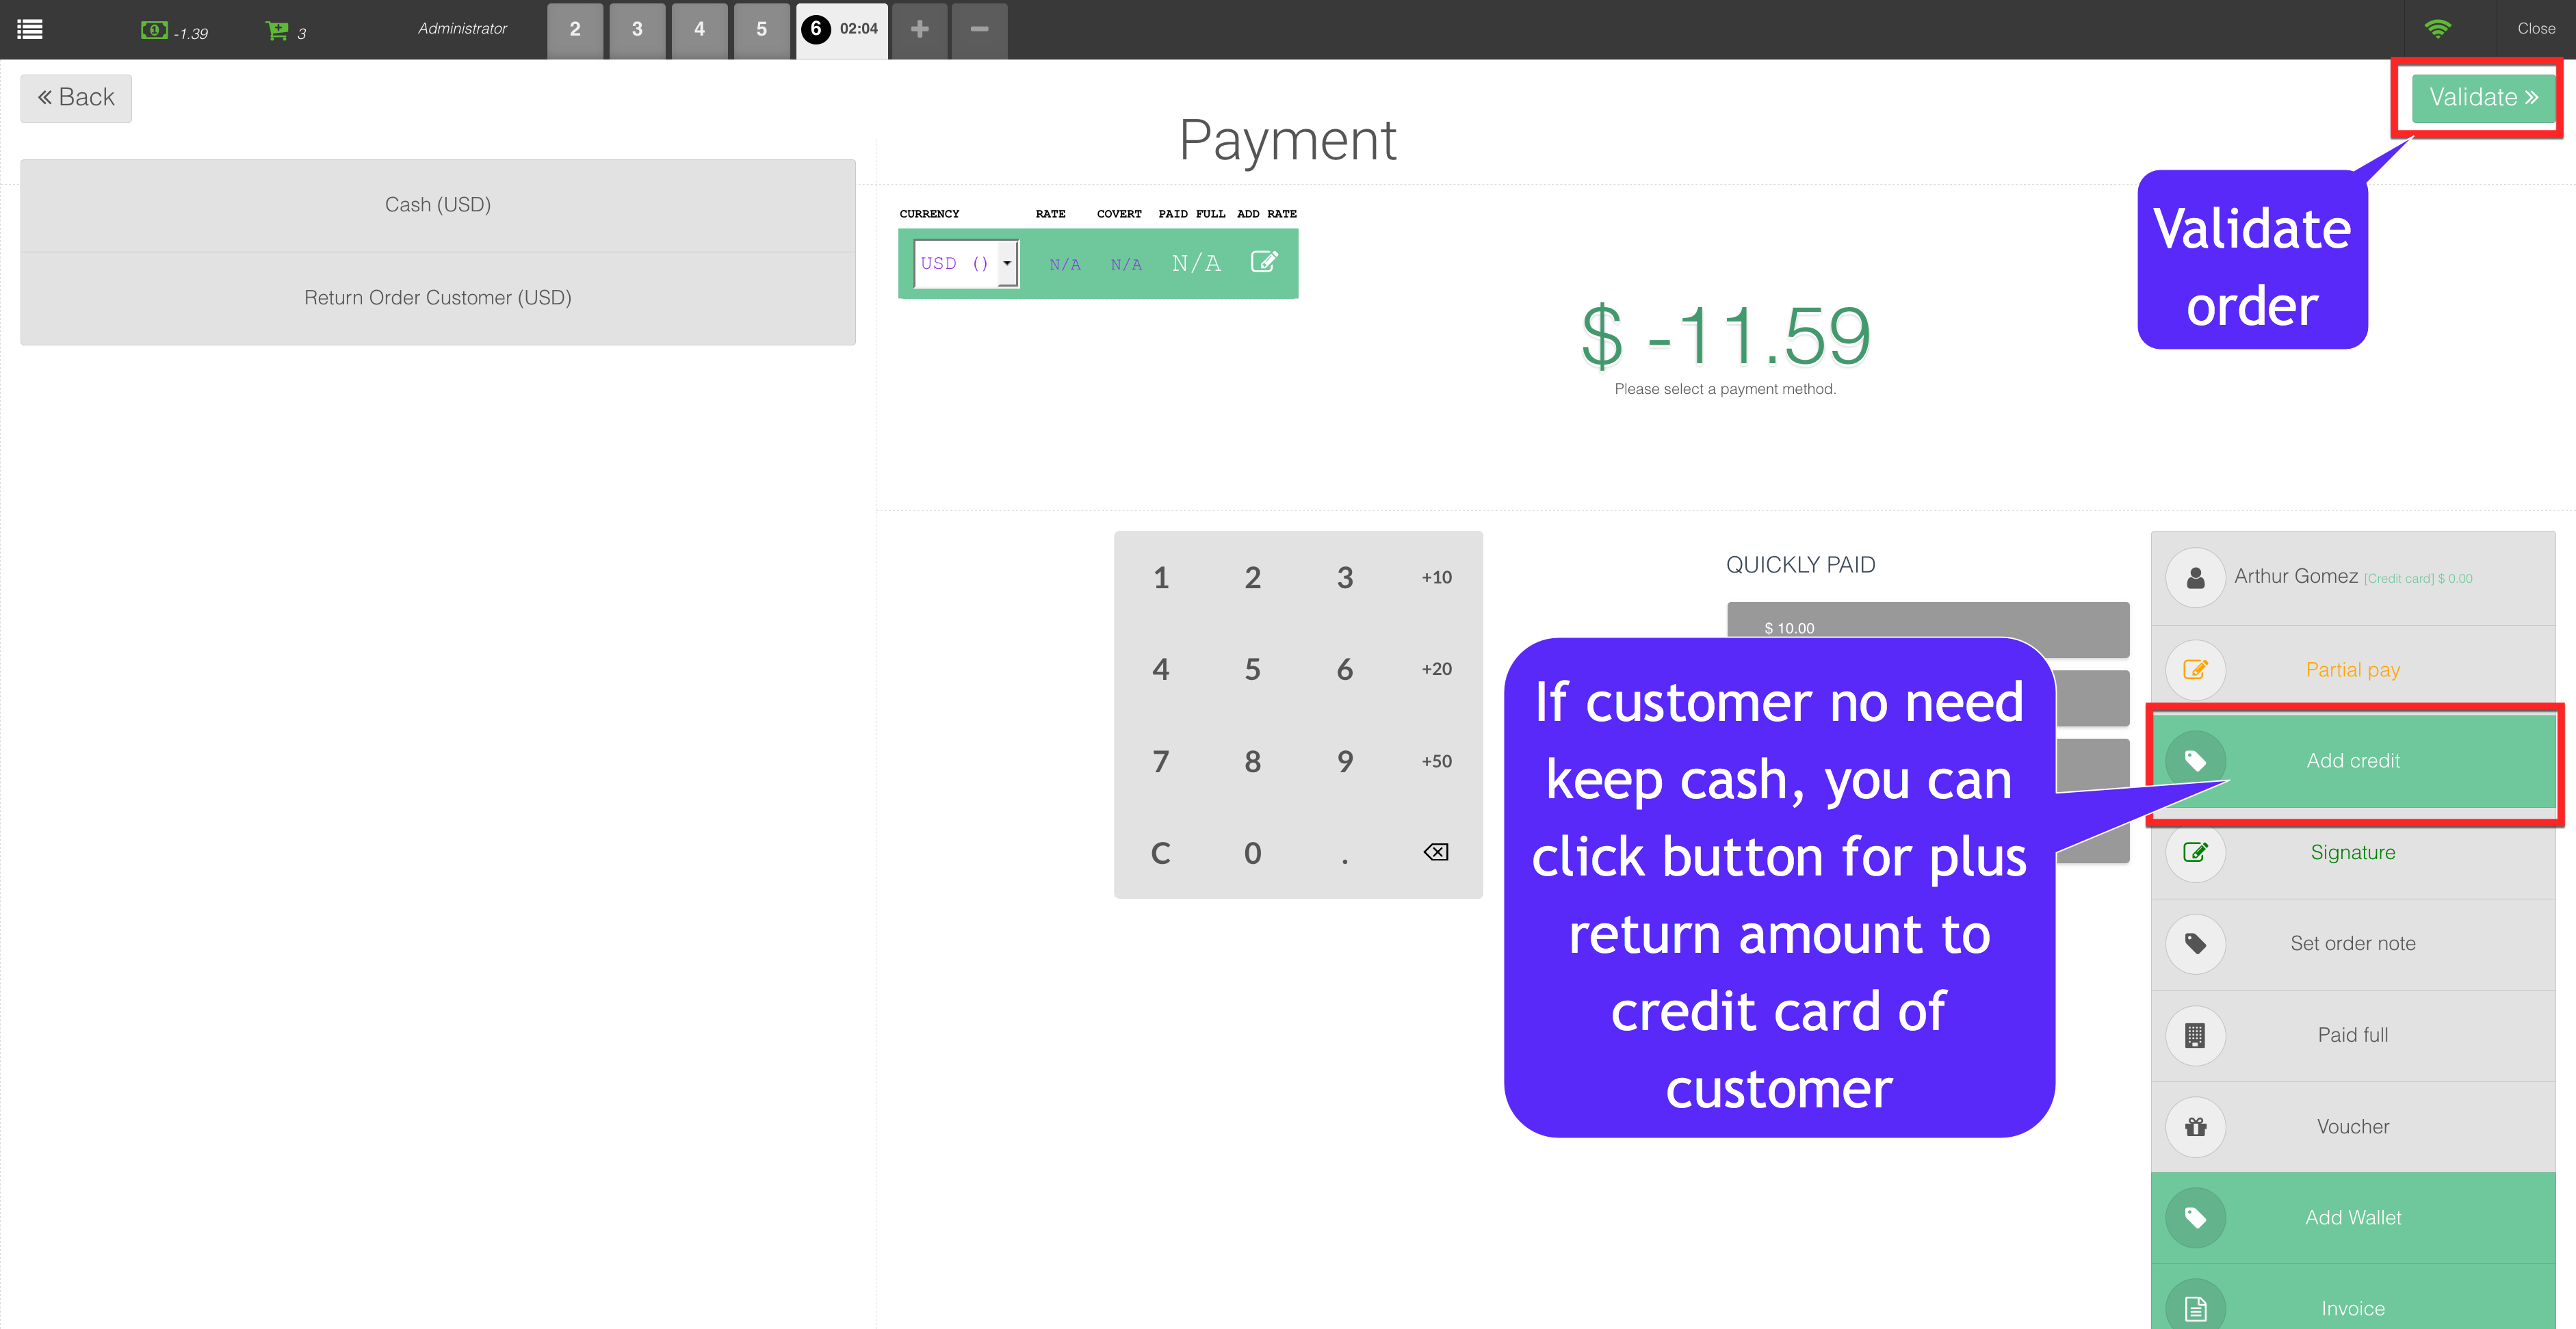 -1.39
3
Administrator
2
3
4
5
6 02:04
Close
Back
Validate
Payment
Cash (USD)
Return Order Customer (USD)
CURRENCY RATE COVERT PAID FULL ADD RATE
USD () N/A N/A N/A
Validate
order
$ -11.59
Please select a payment method.
1 2 3 +10
4 5 6 +20
7 8 9 +50
C 0 .
QUICKLY PAID
$ 10.00
If customer no need
keep cash, you can
click button for plus
return amount to
credit card of
customer
Arthur Gomez [Credit card] $ 0.00
Partial pay
Add credit
Signature
Set order note
Paid full
Voucher
Add Wallet
Invoice